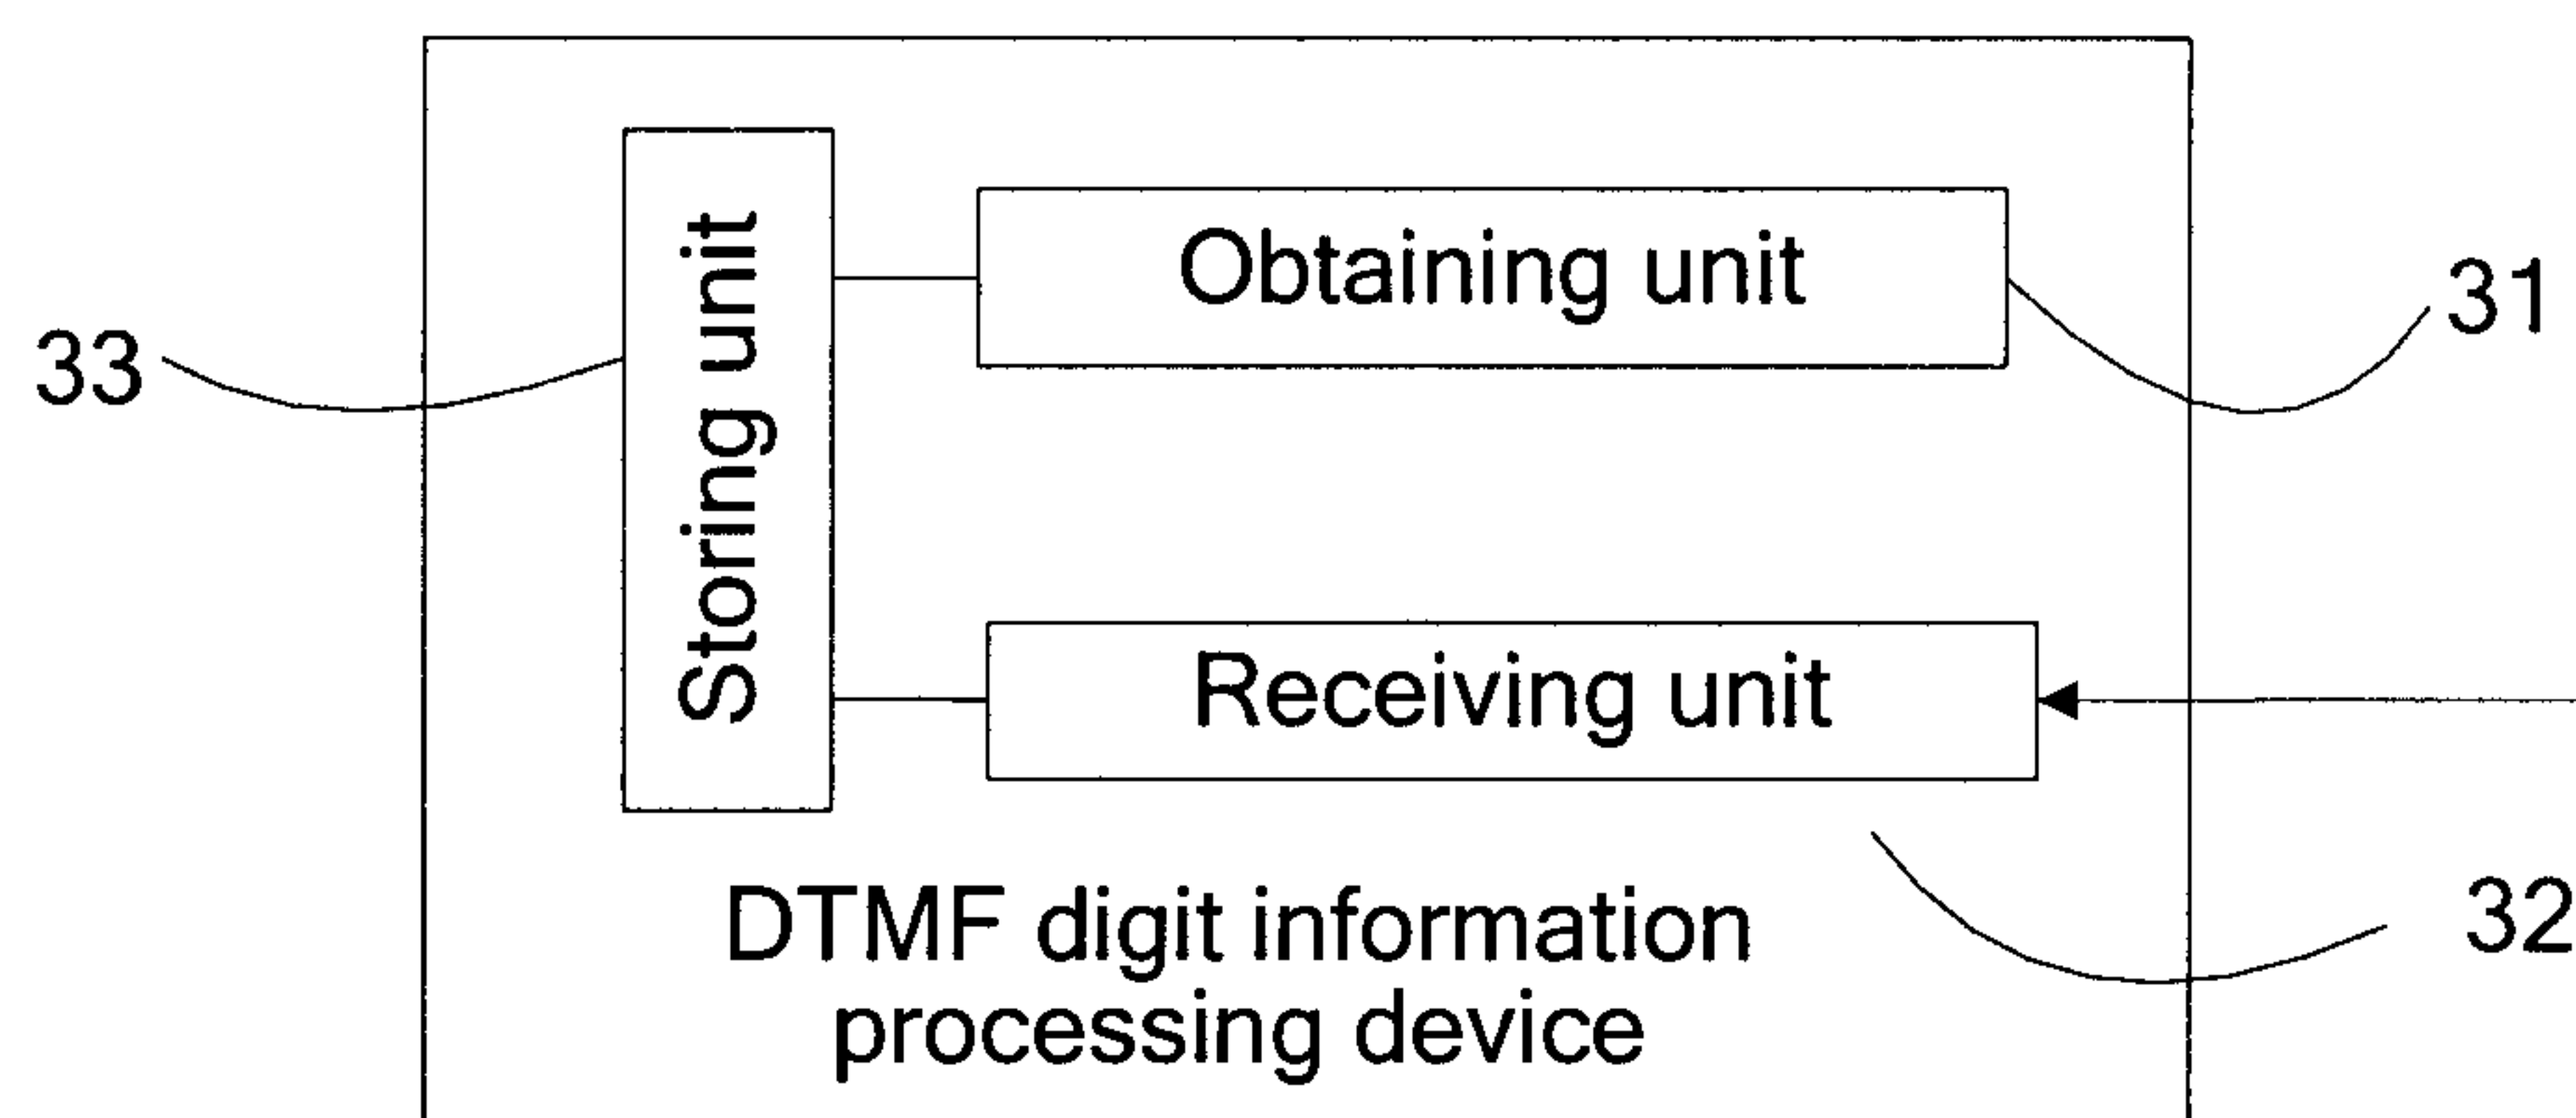 Obtaining unit
31
33
Storing unit
Receiving unit
32
DTMF digit information
processing device